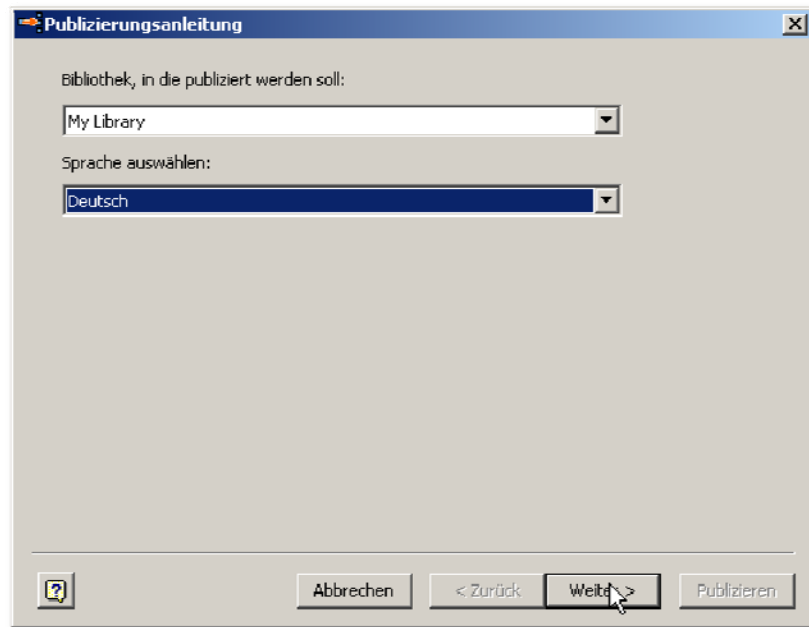 Publizierungsanleitung
Bibliothek, in die publiziert werden soll:
My Library
Sprache auswählen:
Deutsch
Abbrechen < Zurück Weiter > Publizieren